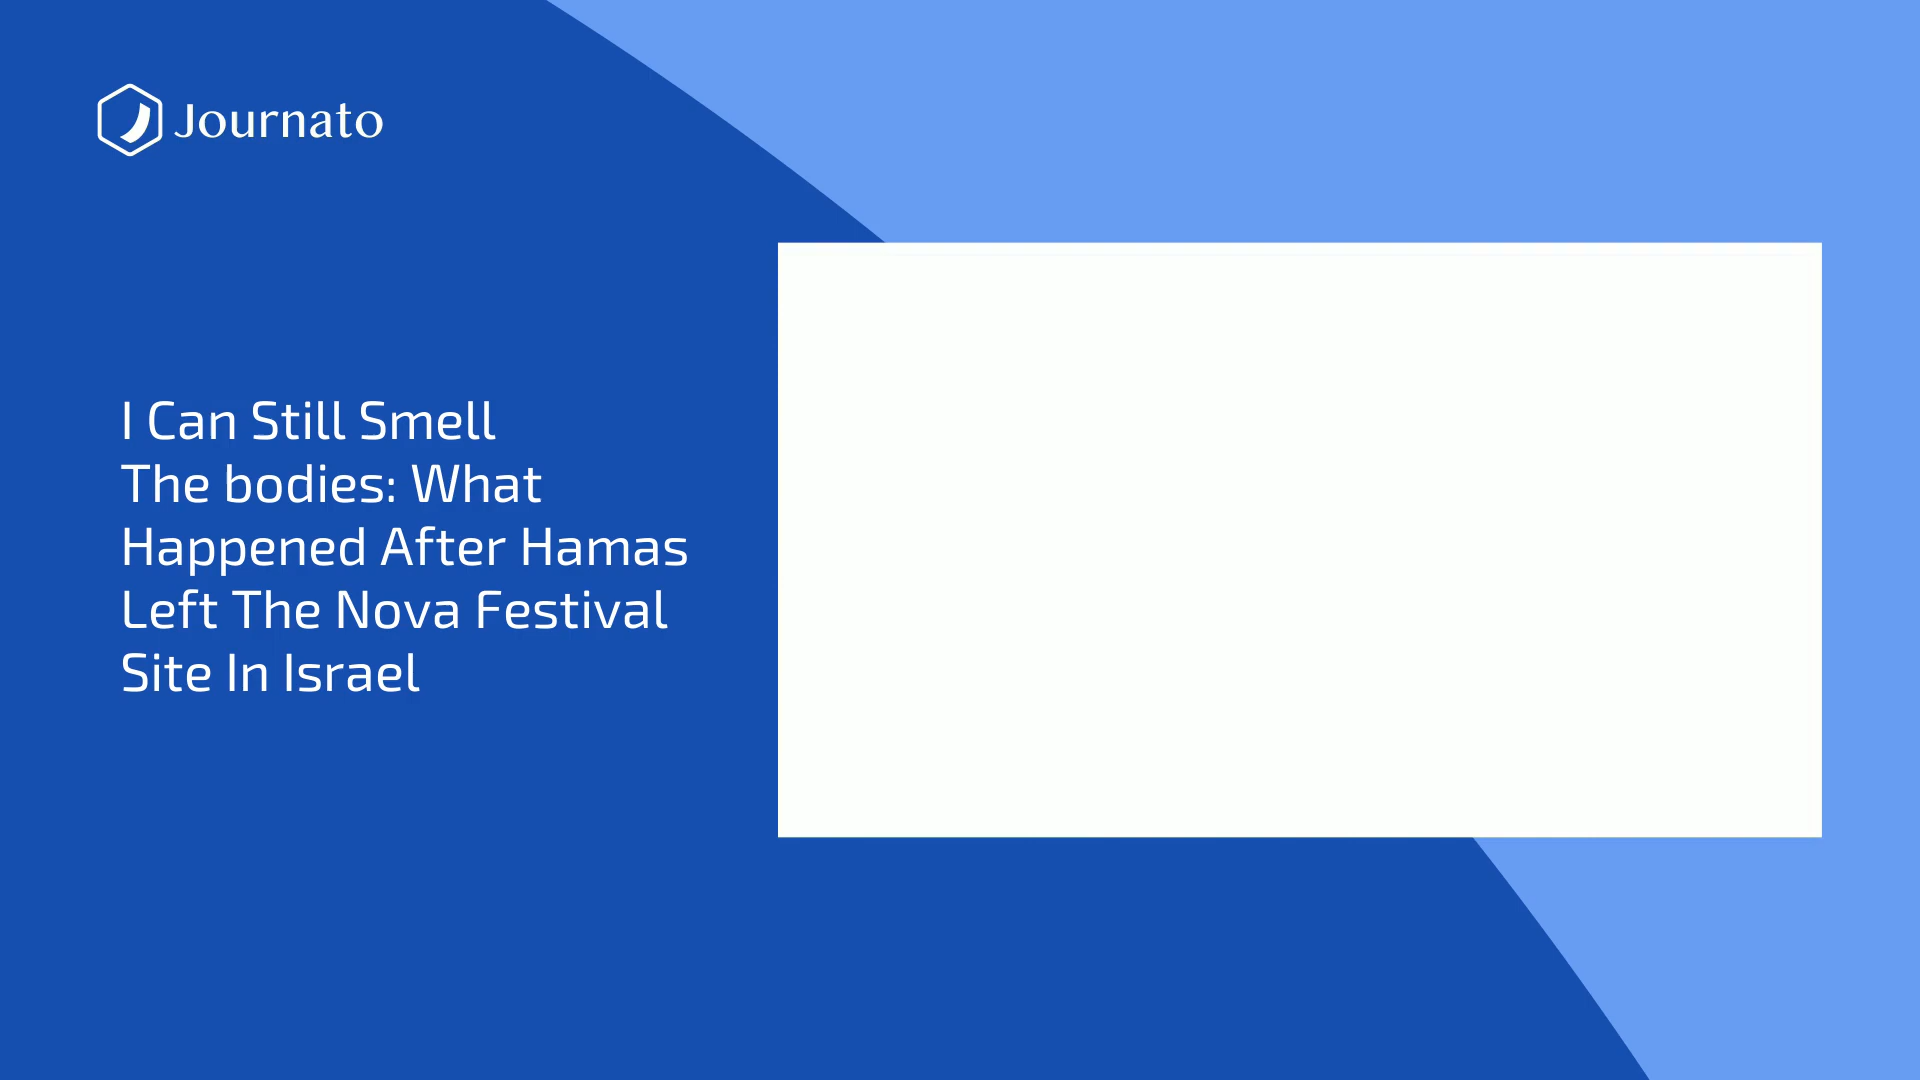 Journato
I Can Still Smell
The bodies: What
Happened After Hamas
Left The Nova Festival
Site In Israel